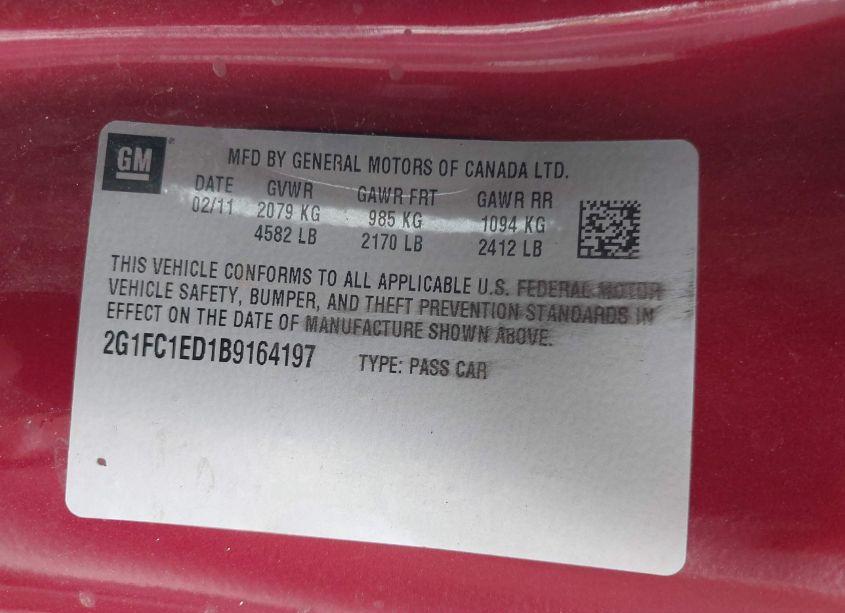 GM
MFD BY GENERAL MOTORS OF CANADA LTD.
DATE GVWR GAWR FRT GAWR RR
02/11 2079 KG 985 KG 1094 KG
4582 LB 2170 LB 2412 LB
THIS VEHICLE CONFORMS TO ALL APPLICABLE U.S. FEDERAL MOTOR
VEHICLE SAFETY, BUMPER, AND THEFT PREVENTION STANDARDS IN
EFFECT ON THE DATE OF MANUFACTURE SHOWN ABOVE.
2G1FC1ED1B9164197 TYPE: PASS CAR